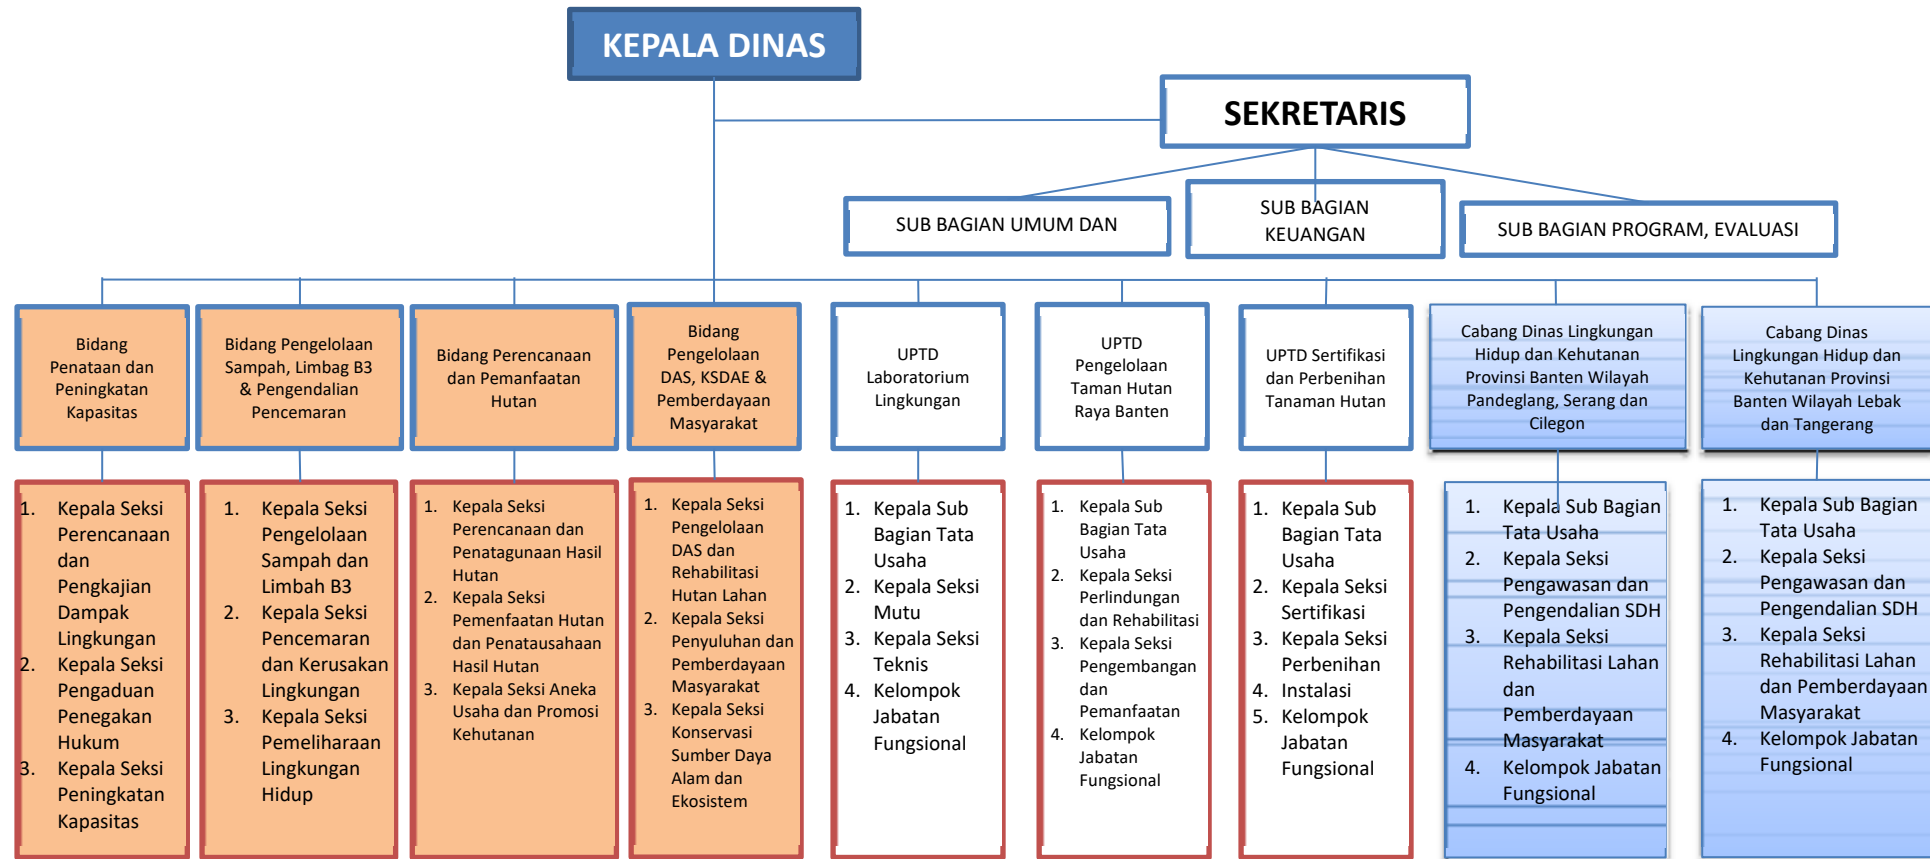 KEPALA DINAS
SEKRETARIS
SUB BAGIAN UMUM DAN
SUB BAGIAN
KEUANGAN
SUB BAGIAN PROGRAM, EVALUASI
Bidang
Penataan dan
Peningkatan
Kapasitas
Bidang Pengelolaan
Sampah, Limbag B3
& Pengendalian
Pencemaran
Bidang Perencanaan
dan Pemanfaatan
Hutan
Bidang
Pengelolaan
DAS, KSDAE &
Pemberdayaan
Masyarakat
UPTD
Laboratorium
Lingkungan
UPTD
Pengelolaan
Taman Hutan
Raya Banten
UPTD Sertifikasi
dan Perbenihan
Tanaman Hutan
Cabang Dinas Lingkungan
Hidup dan Kehutanan
Provinsi Banten Wilayah
Pandeglang, Serang dan
Cilegon
Cabang Dinas
Lingkungan Hidup dan
Kehutanan Provinsi
Banten Wilayah Lebak
dan Tangerang
1. Kepala Seksi
Perencanaan
dan
Pengkajian
Dampak
Lingkungan
2. Kepala Seksi
Pengaduan
Penegakan
Hukum
3. Kepala Seksi
Peningkatan
Kapasitas
1. Kepala Seksi
Pengelolaan
Sampah dan
Limbah B3
2. Kepala Seksi
Pencemaran
dan Kerusakan
Lingkungan
3. Kepala Seksi
Pemeliharaan
Lingkungan
Hidup
1. Kepala Seksi
Perencanaan dan
Penatagunaan Hasil
Hutan
2. Kepala Seksi
Pemenfaatan Hutan
dan Penatausahaan
Hasil Hutan
3. Kepala Seksi Aneka
Usaha dan Promosi
Kehutanan
1. Kepala Seksi
Pengelolaan
DAS dan
Rehabilitasi
Hutan Lahan
2. Kepala Seksi
Penyuluhan dan
Pemberdayaan
Masyarakat
3. Kepala Seksi
Konservasi
Sumber Daya
Alam dan
Ekosistem
1. Kepala Sub
Bagian Tata
Usaha
2. Kepala Seksi
Mutu
3. Kepala Seksi
Teknis
4. Kelompok
Jabatan
Fungsional
1. Kepala Sub
Bagian Tata
Usaha
2. Kepala Seksi
Perlindungan
dan Rehabilitasi
3. Kepala Seksi
Pengembangan
dan
Pemanfaatan
4. Kelompok
Jabatan
Fungsional
1. Kepala Sub
Bagian Tata
Usaha
2. Kepala Seksi
Sertifikasi
3. Kepala Seksi
Perbenihan
4. Instalasi
5. Kelompok
Jabatan
Fungsional
1. Kepala Sub Bagian
Tata Usaha
2. Kepala Seksi
Pengawasan dan
Pengendalian SDH
3. Kepala Seksi
Rehabilitasi Lahan
dan
Pemberdayaan
Masyarakat
4. Kelompok Jabatan
Fungsional
1. Kepala Sub Bagian
Tata Usaha
2. Kepala Seksi
Pengawasan dan
Pengendalian SDH
3. Kepala Seksi
Rehabilitasi Lahan
dan Pemberdayaan
Masyarakat
4. Kelompok Jabatan
Fungsional